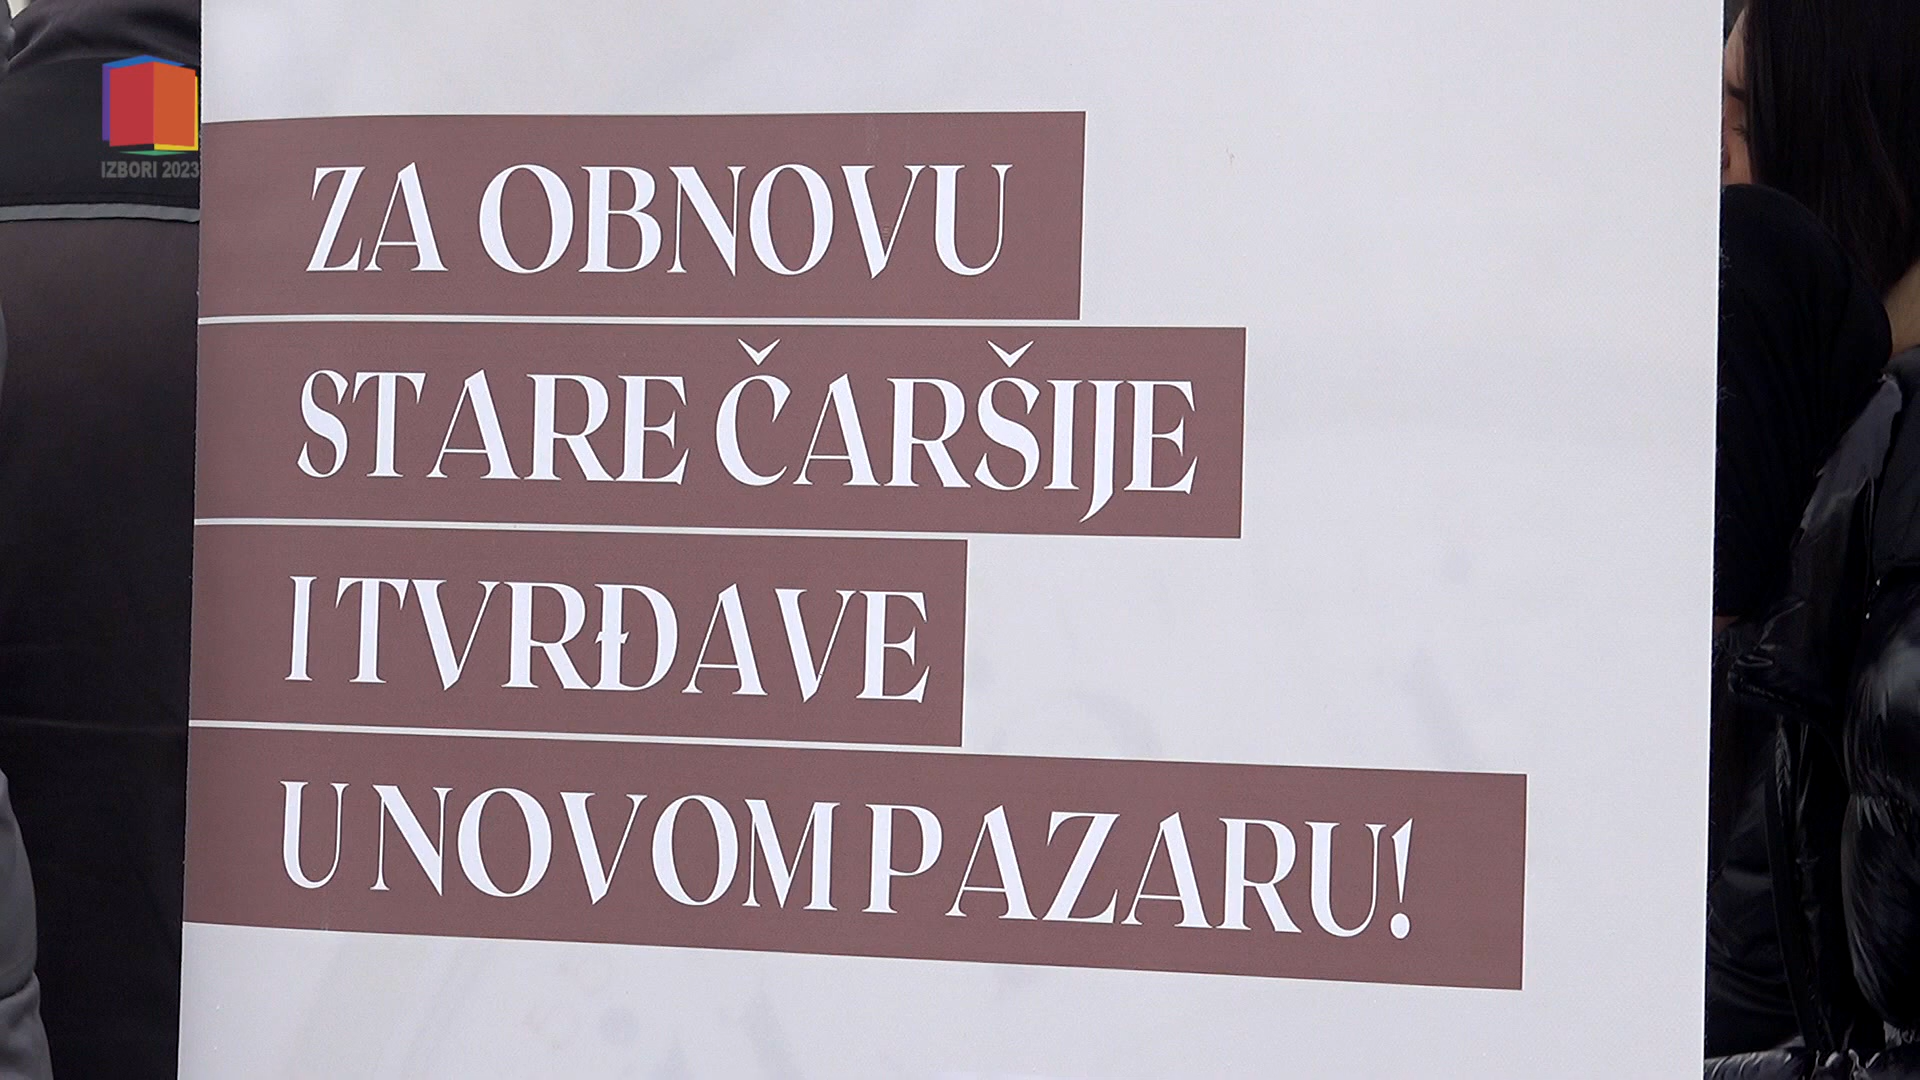 IZBORI 2023
ZA OBNOVU
STARE ČARŠIJE
I TVRĐAVE
U NOVOM PAZARU!